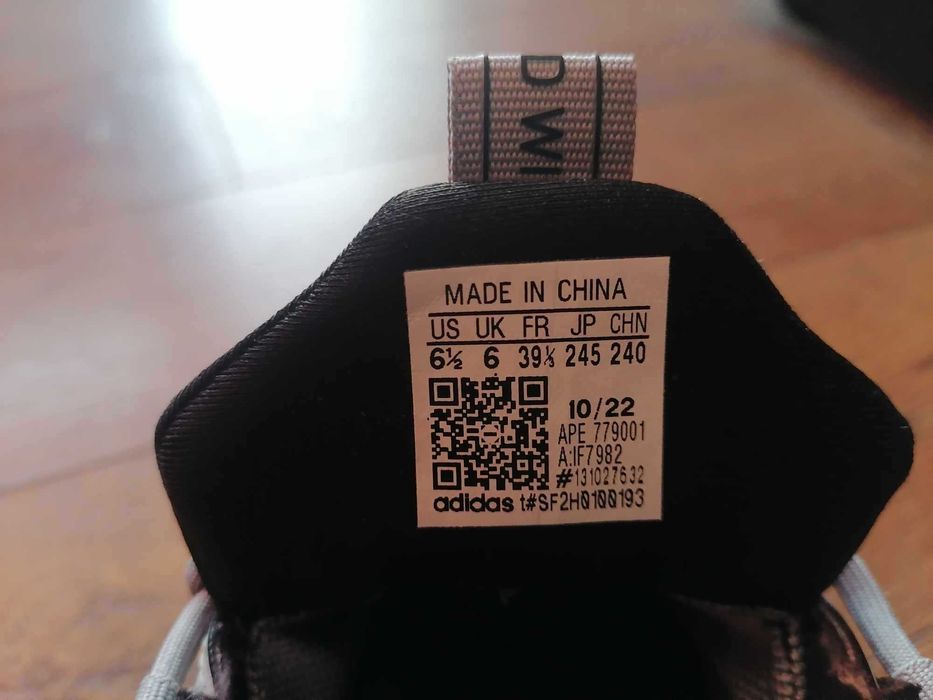 D WI
MADE IN CHINA
US UK FR JP CHN
6½ 6 39⅓ 245 240
10/22
APE 779001
A:IF7982
#131027632
adidas t#SF2H0100193